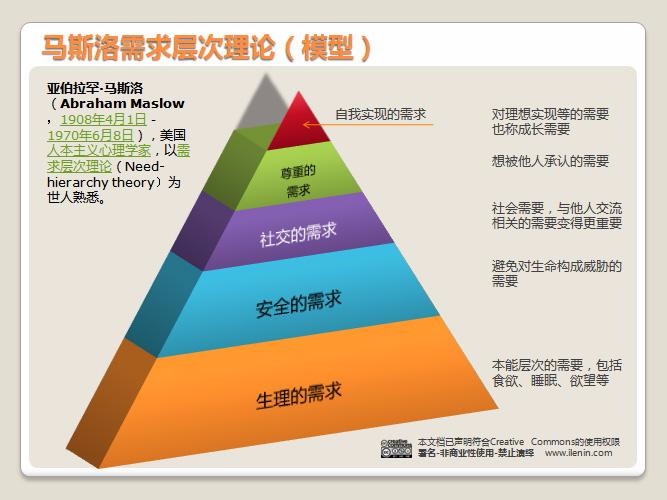 马斯洛需求层次理论（模型）
亚伯拉罕·马斯洛
（Abraham Maslow
，1908年4月1日 -
1970年6月8日），美国
人本主义心理学家，以需
求层次理论（Need-
hierarchy theory）为
世人熟悉。
自我实现的需求
对理想实现等的需要
也称成长需要
尊重的
需求
想被他人承认的需要
社交的需求
社会需要，与他人交流
相关的需要变得更重要
安全的需求
避免对生命构成威胁的
需要
生理的需求
本能层次的需要，包括
食欲、睡眠、欲望等
本文档已声明符合Creative Commons的使用权限
署名-非商业性使用-禁止演绎 www.ilenin.com